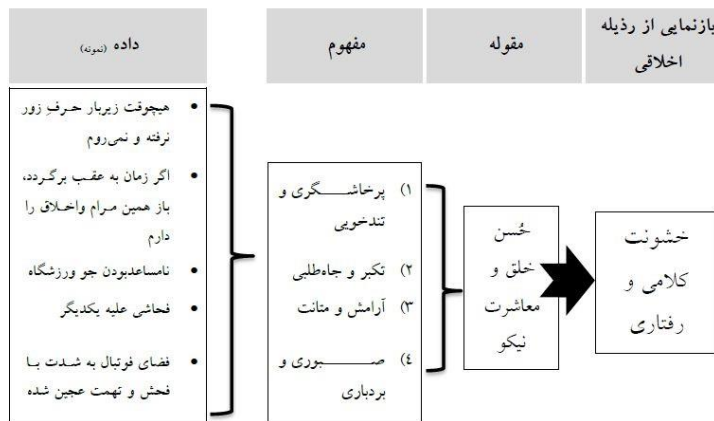 بازنمایی از رذیله
اخلاقی
مقوله
مفهوم
داده (نمونه)
خشونت
کلامی و
رفتاری
حُسن
خلق و
معاشرت
نیکو
۱) پرخاشگری و
تندخویی
۲) تکبر و جاه‌طلبی
۳) آرامش و متانت
٤) صبوری و
بردباری
• هیچوقت زیربار حرفِ زور
نرفته و نمی‌روم
• اگر زمان به عقب برگردد،
باز همین مرام واخلاق را
دارم
• نامساعدبودن جو ورزشگاه
• فحاشی علیه یکدیگر
• فضای فوتبال به شدت با
فحش و تهمت عجین شده